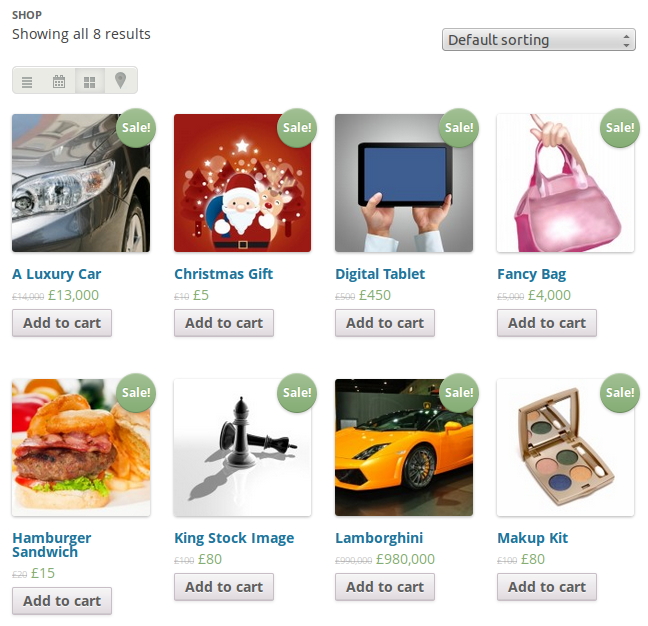 SHOP
Showing all 8 results
Default sorting
Sale!
Sale!
Sale!
Sale!
A Luxury Car
Christmas Gift
Digital Tablet
Fancy Bag
£14,000 £13,000
£10 £5
£500 £450
£5,000 £4,000
Add to cart
Add to cart
Add to cart
Add to cart
Sale!
Sale!
Sale!
Sale!
Hamburger
Sandwich
King Stock Image
Lamborghini
Makup Kit
£20 £15
£100 £80
£990,000 £980,000
£100 £80
Add to cart
Add to cart
Add to cart
Add to cart